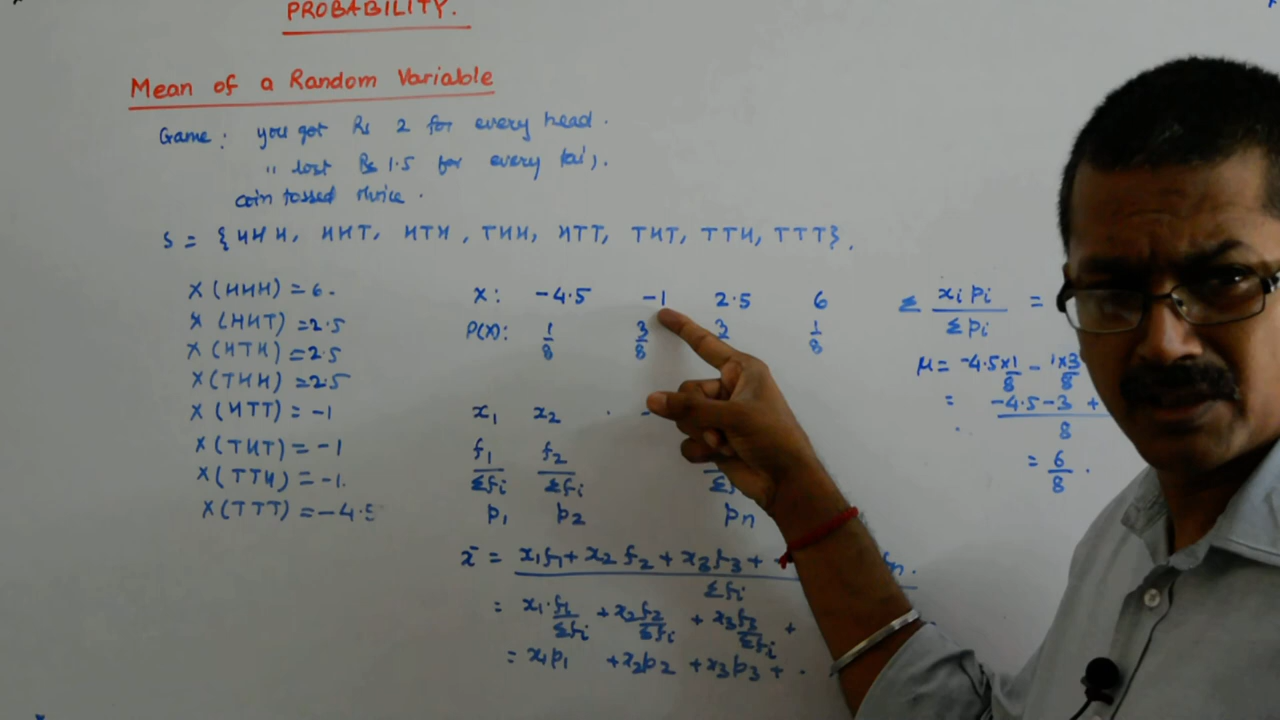 PROBABILITY.
Mean of a Random Variable
Game: you get Rs 2 for every head.
" lost Rs 1.5 for every tail.
coin tossed thrice.
S = {HHH, HHT, HTH, THH, HTT, THT, TTH, TTT}.
X(HHH) = 6.
X(HHT) = 2.5
X(HTH) = 2.5
X(THH) = 2.5
X(HTT) = -1
X(THT) = -1
X(TTH) = -1.
X(TTT) = -4.5
X: -4.5 -1 2.5 6
P(X): 1/8 3/8 3 1/8
x₁ x₂ . -
f₁/Σfi f₂/Σfi Σf
p₁ p₂ pn
x̄ = x₁f₁ + x₂f₂ + x₃f₃ + n. / Σfi
= x₁·f₁/Σfi + x₂f₂/Σfi + x₃f₃/Σfi +
= x₁p₁ + x₂p₂ + x₃p₃ + .
Σ xipi / Σpi =
μ = -4.5×1/8 - 1×3/8
= -4.5-3 + / 8
= 6/8.